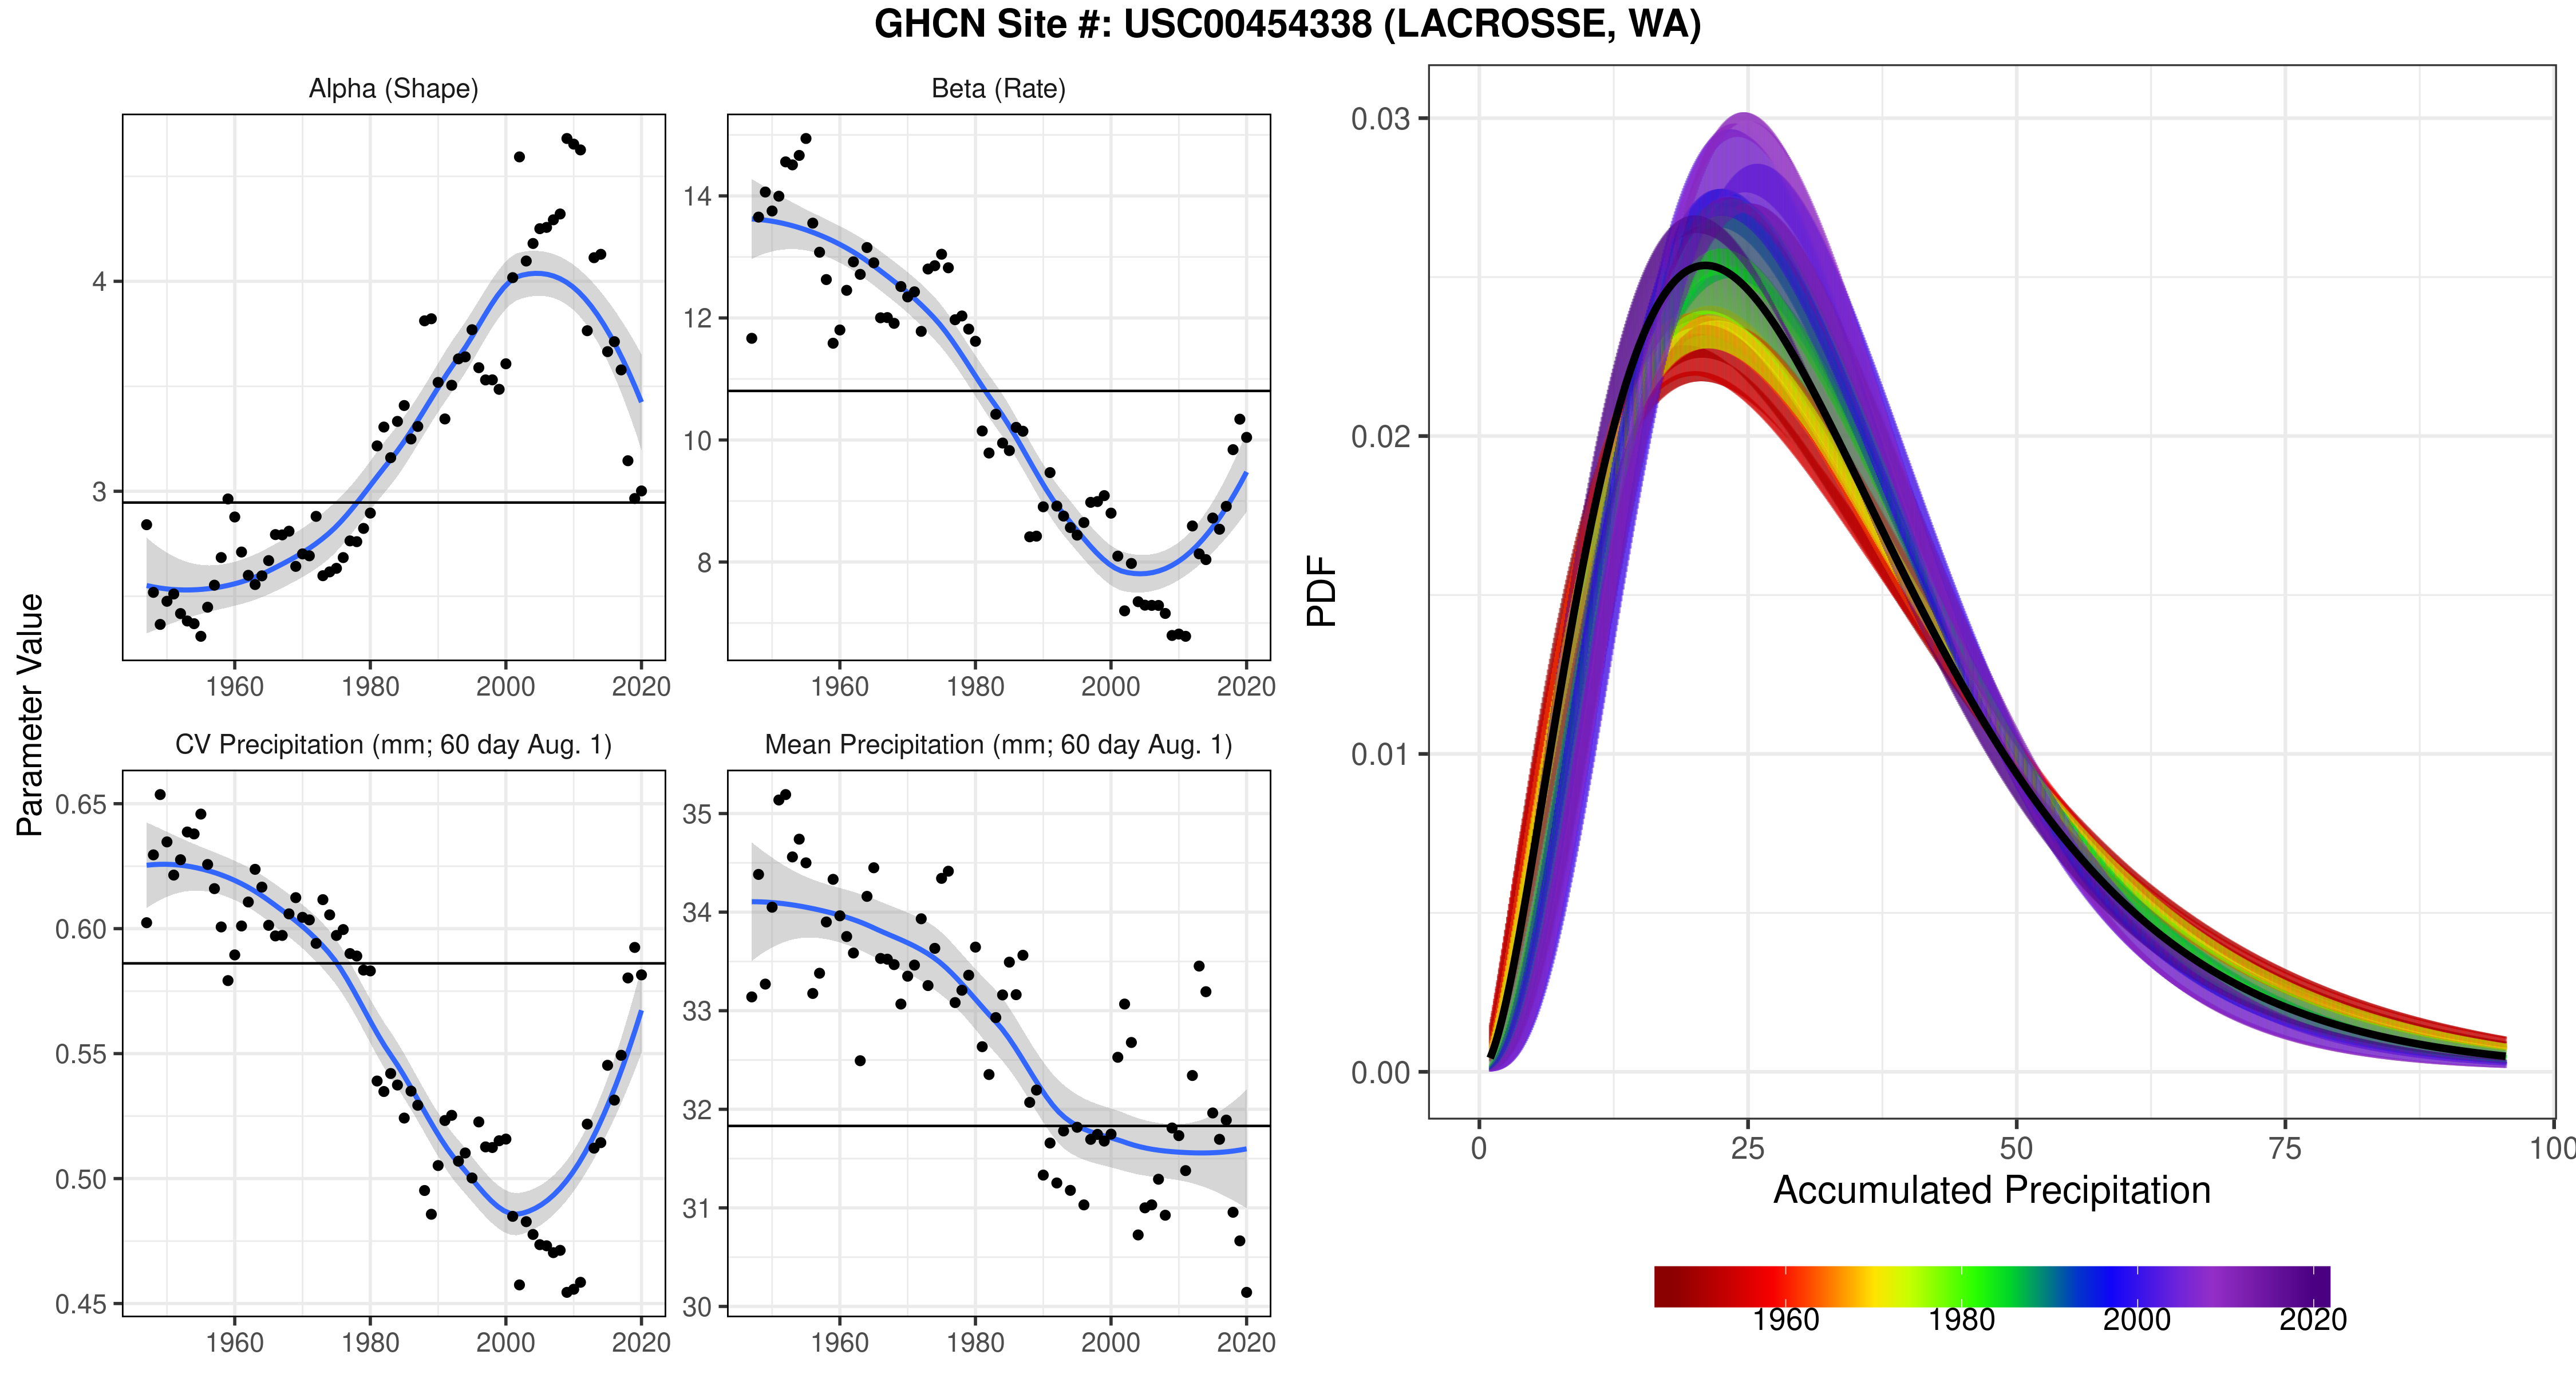 GHCN Site #: USC00454338 (LACROSSE, WA)
Parameter Value
Alpha (Shape)
4
3
1960 1980 2000 2020
Beta (Rate)
14
12
10
8
1960 1980 2000 2020
CV Precipitation (mm; 60 day Aug. 1)
0.65
0.60
0.55
0.50
0.45
1960 1980 2000 2020
Mean Precipitation (mm; 60 day Aug. 1)
35
34
33
32
31
30
1960 1980 2000 2020
PDF
0.03
0.02
0.01
0.00
0 25 50 75 100
Accumulated Precipitation
1960 1980 2000 2020